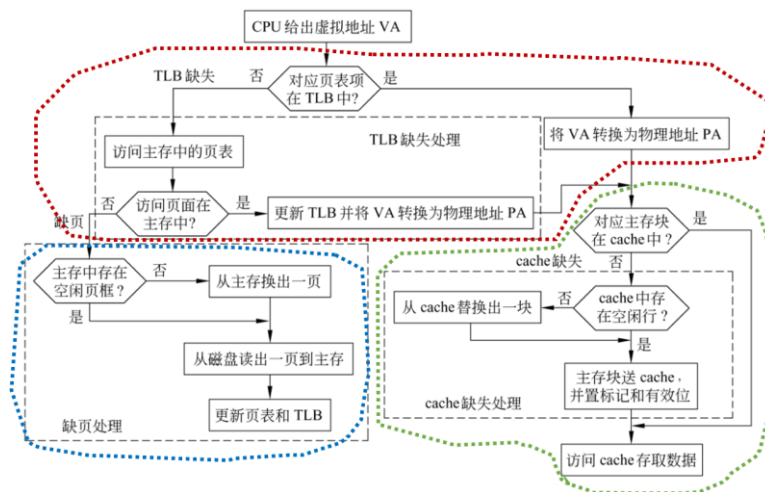 CPU 给出虚拟地址 VA
TLB 缺失
否
对应页表项
在 TLB 中?
是
访问主存中的页表
TLB 缺失处理
将 VA 转换为物理地址 PA
否
缺页
访问页面在
主存中?
是
更新 TLB 并将 VA 转换为物理地址 PA
对应主存块
在 cache 中?
是
cache 缺失
否
主存中存在
空闲页框?
否
从主存换出一页
是
从 cache 替换出一块
否
cache 中存
在空闲行?
是
从磁盘读出一页到主存
主存块送 cache,
并置标记和有效位
更新页表和 TLB
缺页处理
cache 缺失处理
访问 cache 存取数据